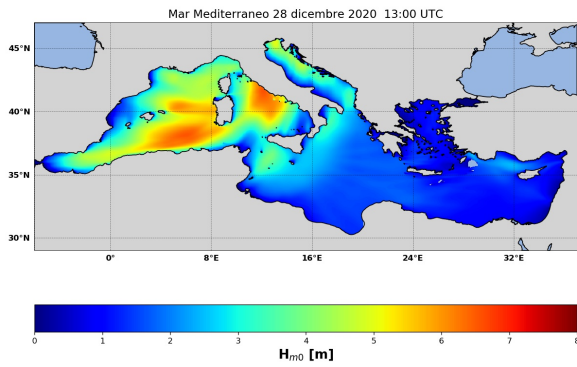 Mar Mediterraneo 28 dicembre 2020 13:00 UTC
45°N
40°N
35°N
30°N
0° 8°E 16°E 24°E 32°E
0 1 2 3 4 5 6 7 8
Hm0 [m]